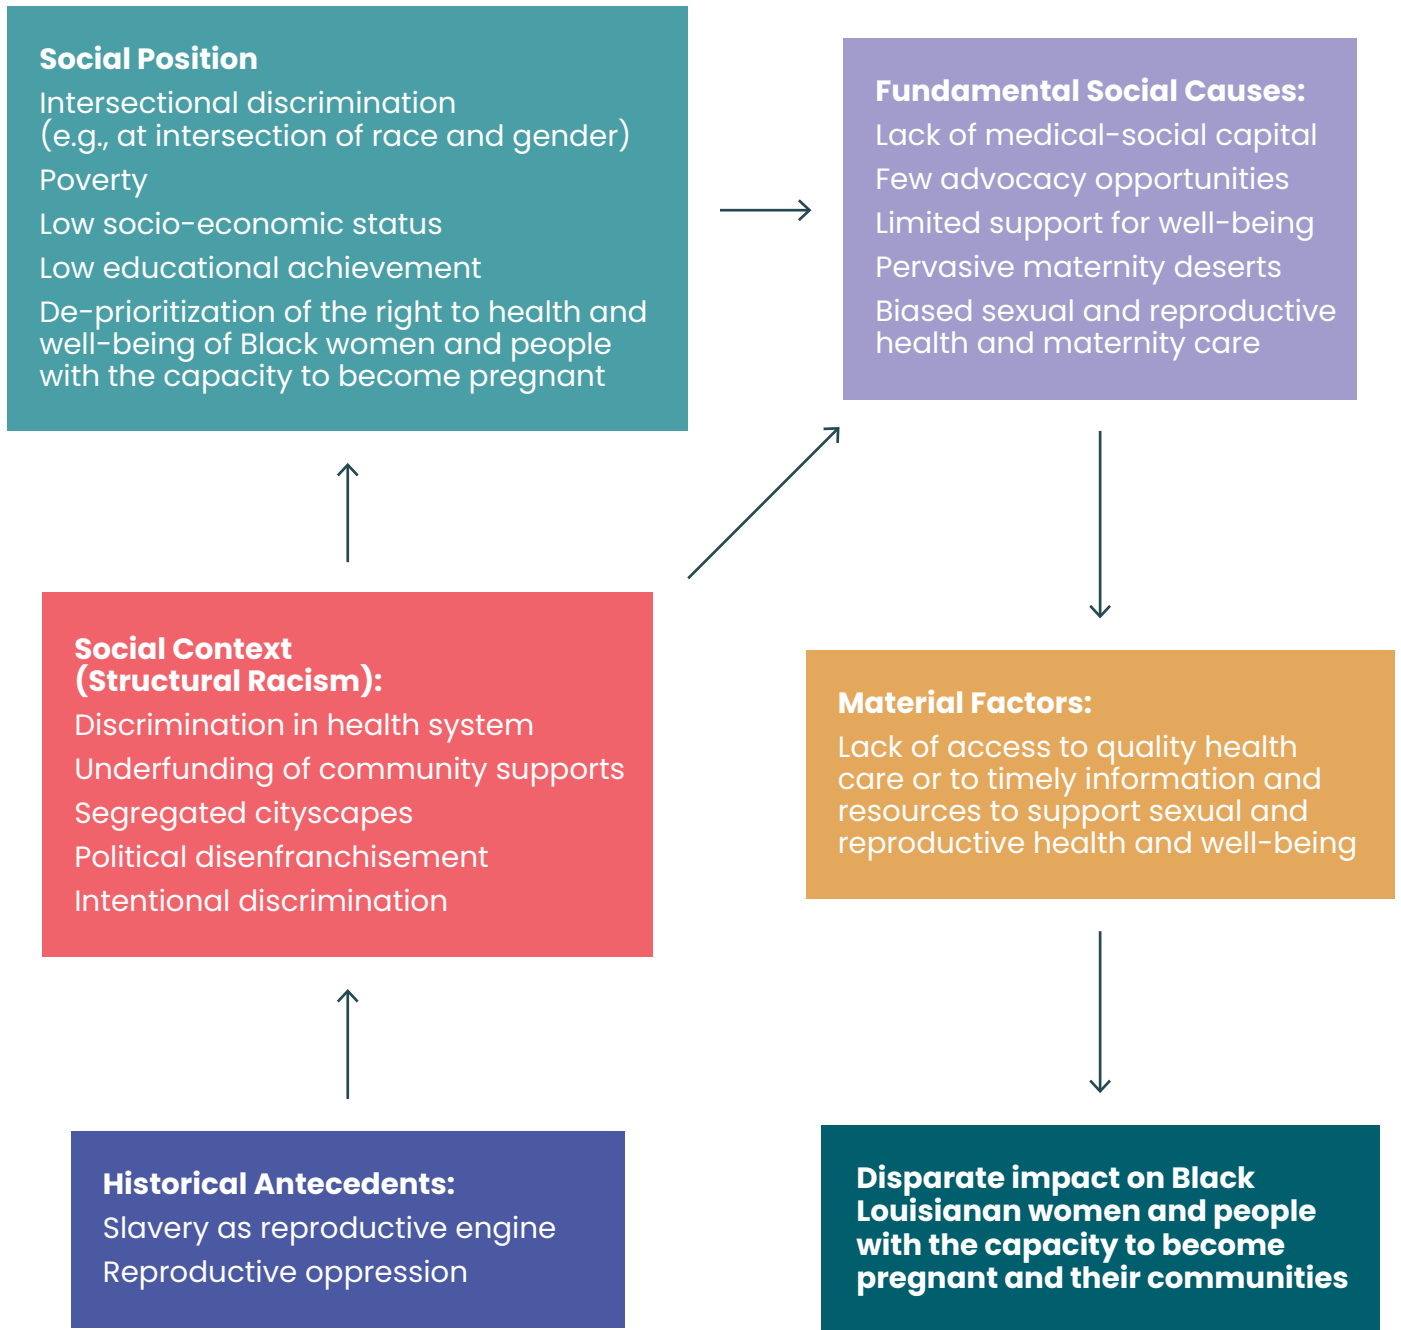 Social Position
Intersectional discrimination
(e.g., at intersection of race and gender)
Poverty
Low socio-economic status
Low educational achievement
De-prioritization of the right to health and
well-being of Black women and people
with the capacity to become pregnant
Fundamental Social Causes:
Lack of medical-social capital
Few advocacy opportunities
Limited support for well-being
Pervasive maternity deserts
Biased sexual and reproductive
health and maternity care
Social Context
(Structural Racism):
Discrimination in health system
Underfunding of community supports
Segregated cityscapes
Political disenfranchisement
Intentional discrimination
Material Factors:
Lack of access to quality health
care or to timely information and
resources to support sexual and
reproductive health and well-being
Historical Antecedents:
Slavery as reproductive engine
Reproductive oppression
Disparate impact on Black
Louisianan women and people
with the capacity to become
pregnant and their communities